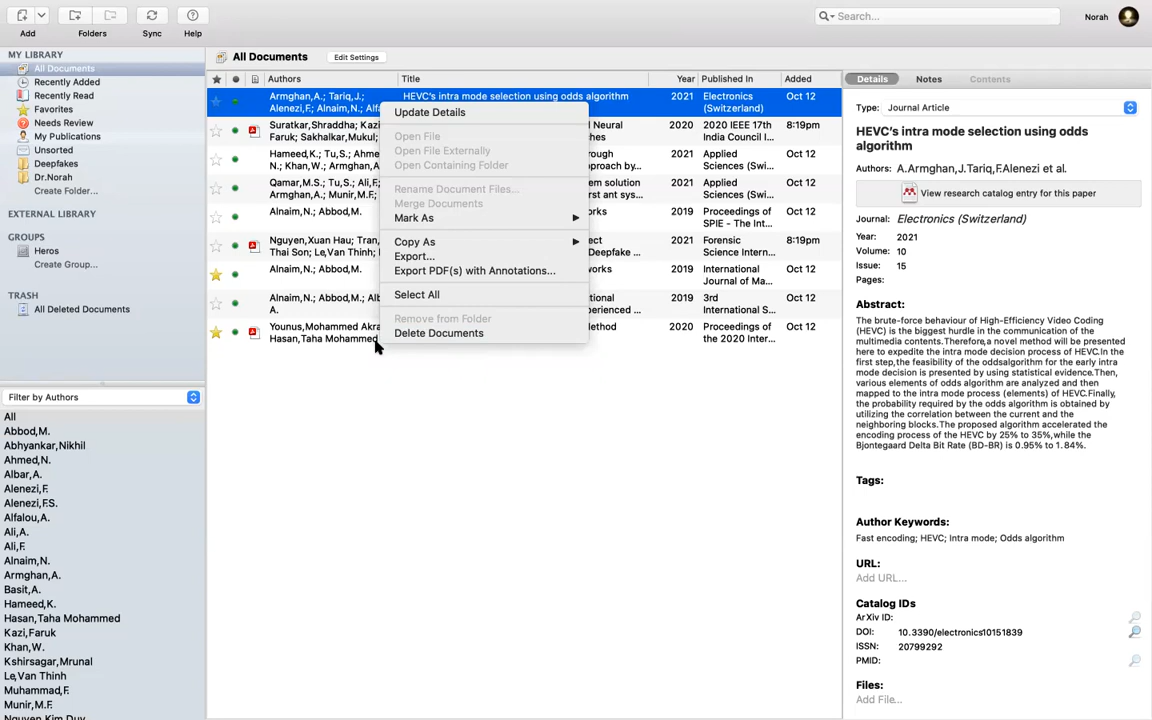 Search...
Norah
Add
Folders
Sync
Help
MY LIBRARY
All Documents
Recently Added
Recently Read
Favorites
Needs Review
My Publications
Unsorted
Deepfakes
Dr.Norah
Create Folder...
EXTERNAL LIBRARY
GROUPS
Heros
Create Group...
TRASH
All Deleted Documents
Filter by Authors
All
Abbod,M.
Abhyankar,Nikhil
Ahmed,N.
Albar,A.
Alenezi,F.
Alenezi,F.S.
Alfalou,A.
Ali,A.
Ali,F.
Alnaim,N.
Armghan,A.
Basit,A.
Hameed,K.
Hasan,Taha Mohammed
Kazi,Faruk
Khan,W.
Kshirsagar,Mrunal
Le,Van Thinh
Muhammad,F.
Munir,M.F.
Nguyen Kim Duy
All Documents
Edit Settings
Authors Title Year Published In Added
Armghan,A.; Tariq,J.; HEVC's intra mode selection using odds algorithm 2021 Electronics Oct 12
Alenezi,F.; Alnaim,N.; Alf (Switzerland)
Suratkar,Shraddha; Kazi Neural 2020 2020 IEEE 17th 8:19pm
Faruk; Sakhalkar,Mukul; hes India Council I...
Hameed,K.; Tu,S.; Ahme rough 2021 Applied Oct 12
N.; Khan,W.; Applied by... Sciences (Swi...
Qamar,M.S.; Tu,S.; Ali,F.; em solution 2021 Applied Oct 12
Armghan,A.; Munir,M.F.; rst ant sys... Sciences (Swi...
Alnaim,N.; Abbod,M. orks 2019 Proceedings of Oct 12
SPIE - The Int...
Nguyen,Xuan Hau; Tran, ect 2021 Forensic 8:19pm
Thai Son; Le,Van Thinh; Deepfake ... Science Intern...
Alnaim,N.; Abbod,M. works 2019 International Oct 12
Journal of Ma...
Alnaim,N.; Abbod,M.; Alb tional 2019 3rd Oct 12
A. erienced ... International S...
Younus,Mohammed Akra ethod 2020 Proceedings of Oct 12
Hasan,Taha Mohammed the 2020 Inter...
Update Details
Open File
Open File Externally
Open Containing Folder
Rename Document Files...
Merge Documents
Mark As
Copy As
Export...
Export PDF(s) with Annotations...
Select All
Remove from Folder
Delete Documents
Details Notes Contents
Type: Journal Article
HEVC's intra mode selection using odds
algorithm
Authors: A.Armghan,J.Tariq,F.Alenezi et al.
View research catalog entry for this paper
Journal: Electronics (Switzerland)
Year: 2021
Volume: 10
Issue: 15
Pages:
Abstract:
The brute-force behaviour of High-Efficiency Video Coding
(HEVC) is the biggest hurdle in the communication of the
multimedia contents.Therefore,a novel method will be presented
here to expedite the intra mode decision process of HEVC.In the
first step,the feasibility of the oddsalgorithm for the early intra
mode decision is presented by using statistical evidence.Then,
various elements of odds algorithm are analyzed and then
mapped to the intra mode process (elements) of HEVC.Finally,
the probability required by the odds algorithm is obtained by
utilizing the correlation between the current and the
neighboring blocks.The proposed algorithm accelerated the
encoding process of the HEVC by 25% to 35%,while the
Bjontegaard Delta Bit Rate (BD-BR) is 0.95% to 1.84%.
Tags:
Author Keywords:
Fast encoding; HEVC; Intra mode; Odds algorithm
URL:
Add URL...
Catalog IDs
ArXiv ID:
DOI: 10.3390/electronics10151839
ISSN: 20799292
PMID:
Files:
Add File...